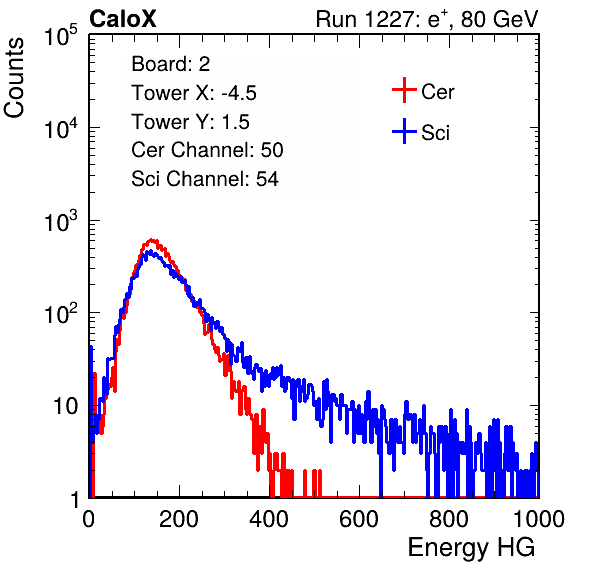 CaloX Run 1227: e⁺, 80 GeV
Counts
10⁵
10⁴
10³
10²
10
1
Board: 2
Tower X: -4.5
Tower Y: 1.5
Cer Channel: 50
Sci Channel: 54
Cer
Sci
0 200 400 600 800 1000
Energy HG